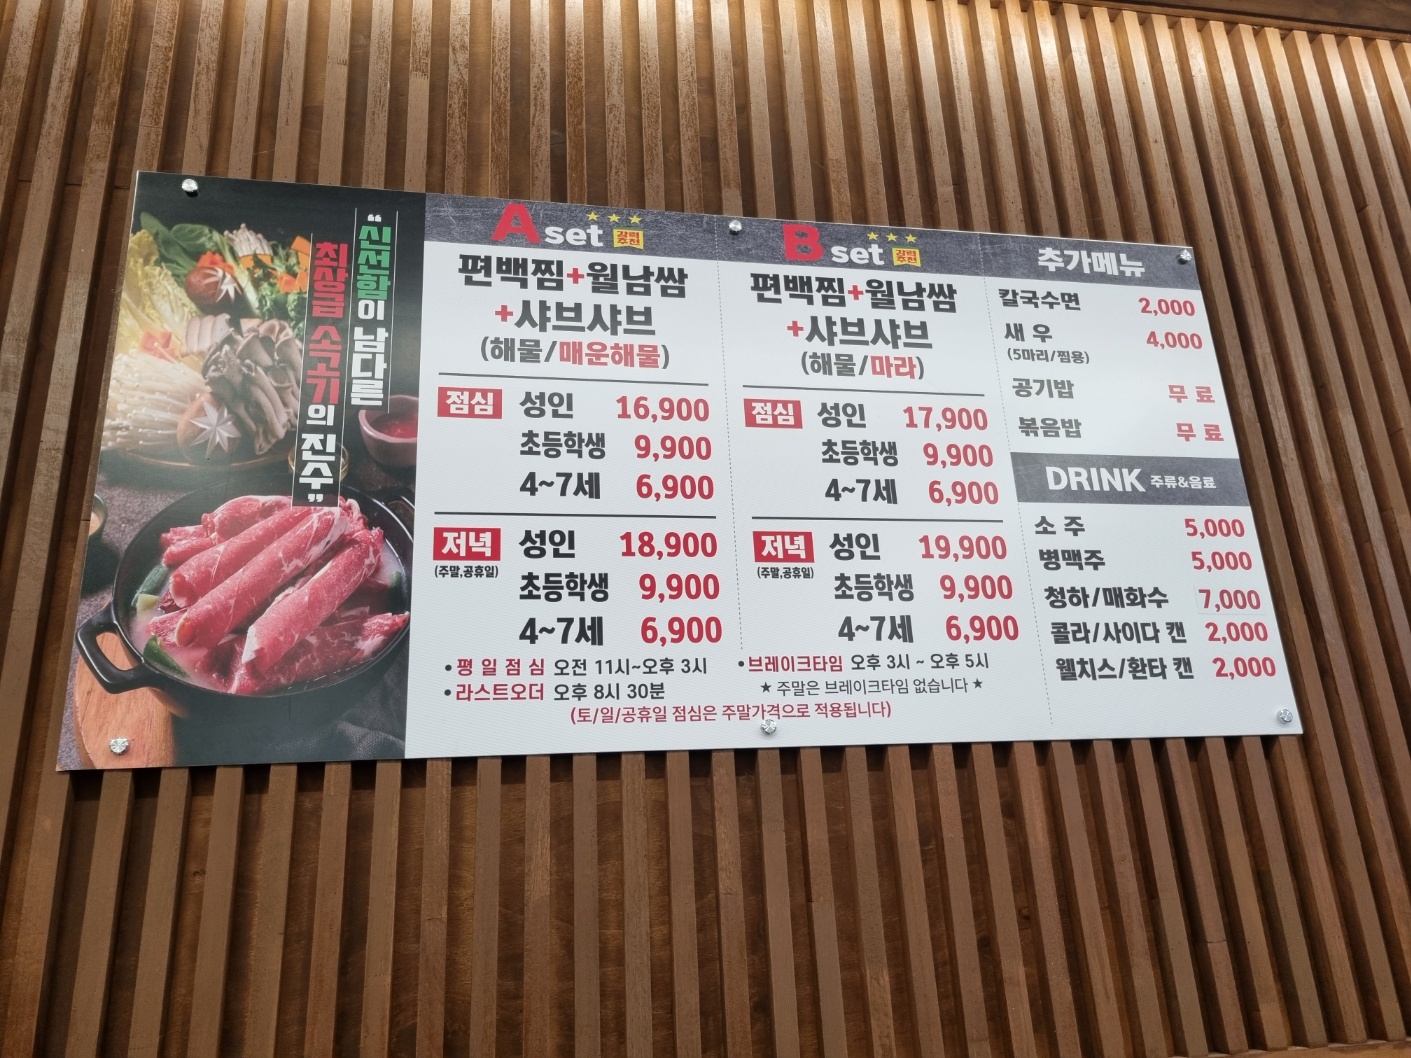 “신선함이 남다른
최상급 소고기의 진수”
A set 강력추천
편백찜+월남쌈
+샤브샤브
(해물/매운해물)
점심 성인 16,900
초등학생 9,900
4~7세 6,900
저녁 성인 18,900
(주말,공휴일)
초등학생 9,900
4~7세 6,900
B set 강력추천
편백찜+월남쌈
+샤브샤브
(해물/마라)
점심 성인 17,900
초등학생 9,900
4~7세 6,900
저녁 성인 19,900
(주말,공휴일)
초등학생 9,900
4~7세 6,900
•평 일 점 심 오전 11시~오후 3시
•라스트오더 오후 8시 30분
•브레이크타임 오후 3시 ~ 오후 5시
★ 주말은 브레이크타임 없습니다 ★
(토/일/공휴일 점심은 주말가격으로 적용됩니다)
추가메뉴
칼국수면 2,000
새 우 4,000
(5마리/찜용)
공기밥 무 료
볶음밥 무 료
DRINK 주류&음료
소 주 5,000
병맥주 5,000
청하/매화수 7,000
콜라/사이다 캔 2,000
웰치스/환타 캔 2,000